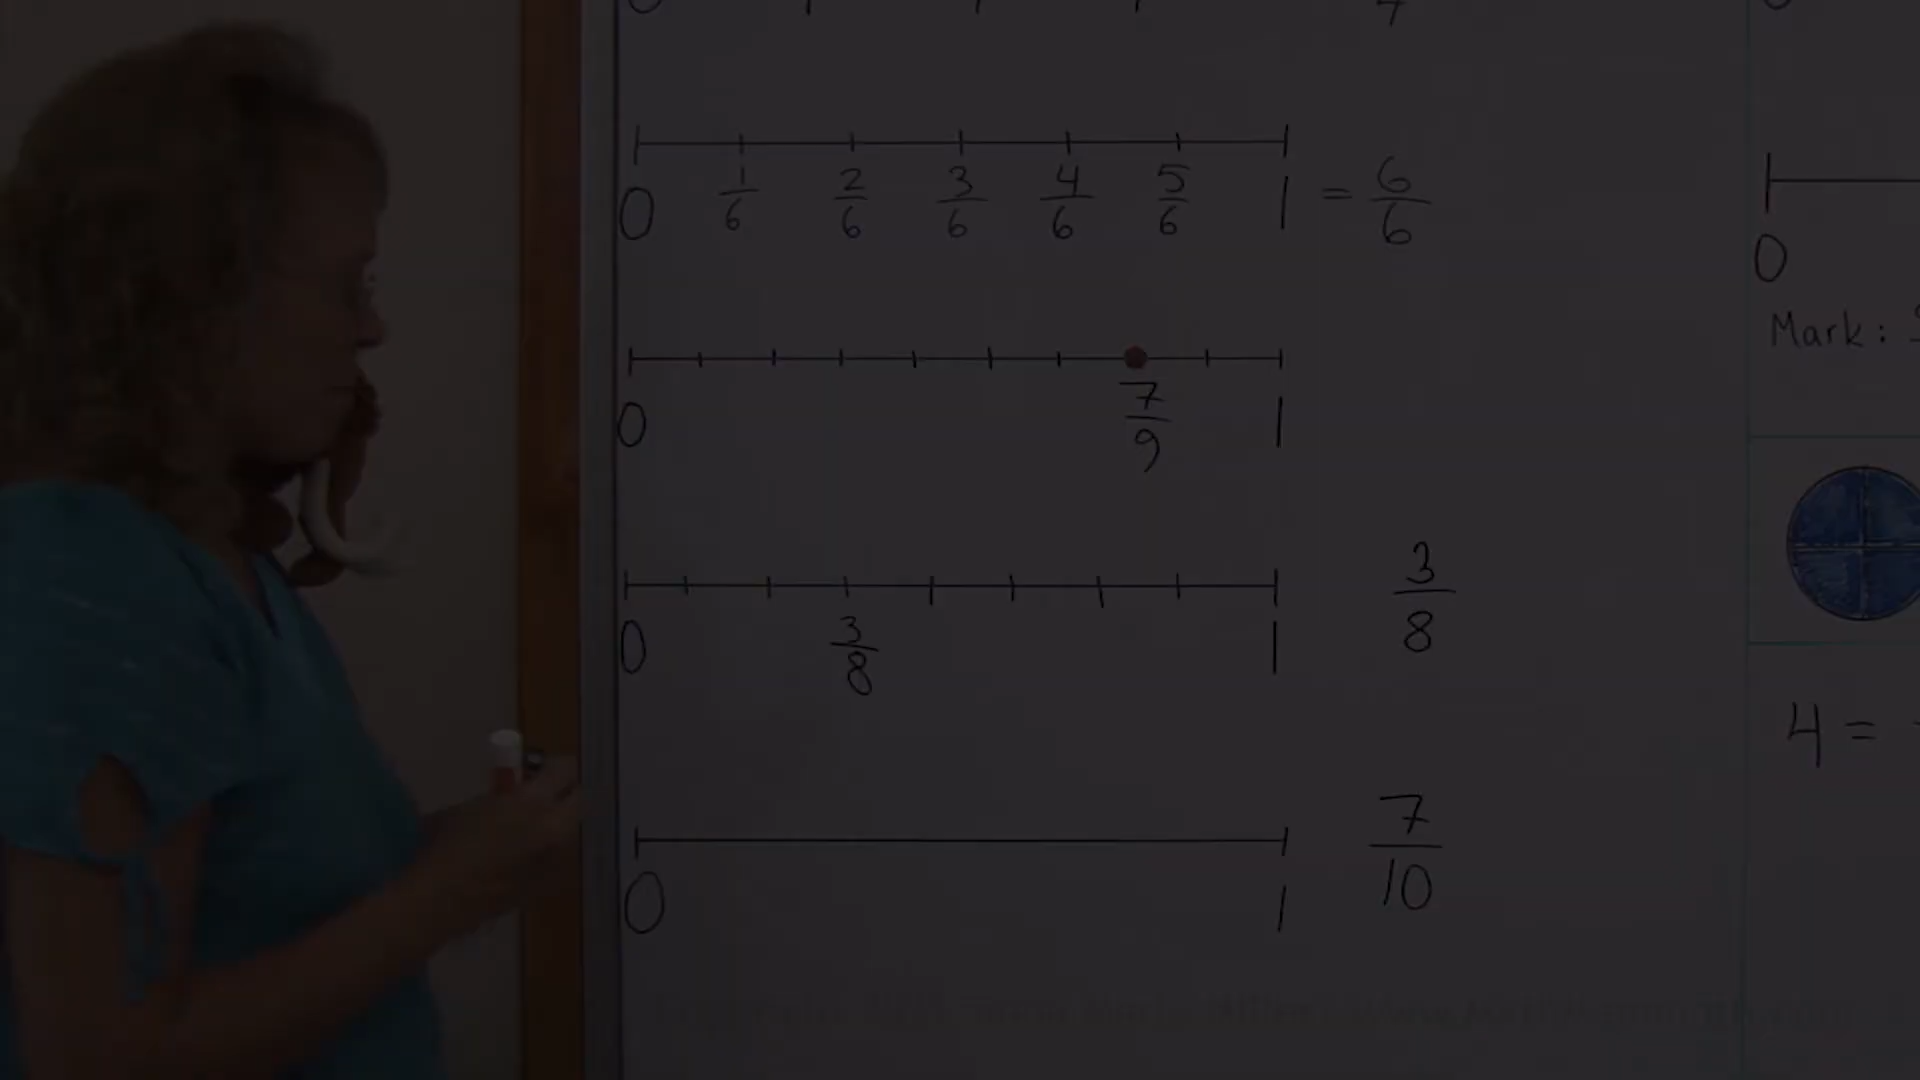 0 1/6 2/6 3/6 4/6 5/6 1 = 6/6
0 7/9 1
0 3/8 1 3/8
0 1 7/10
0
Mark:
4 =